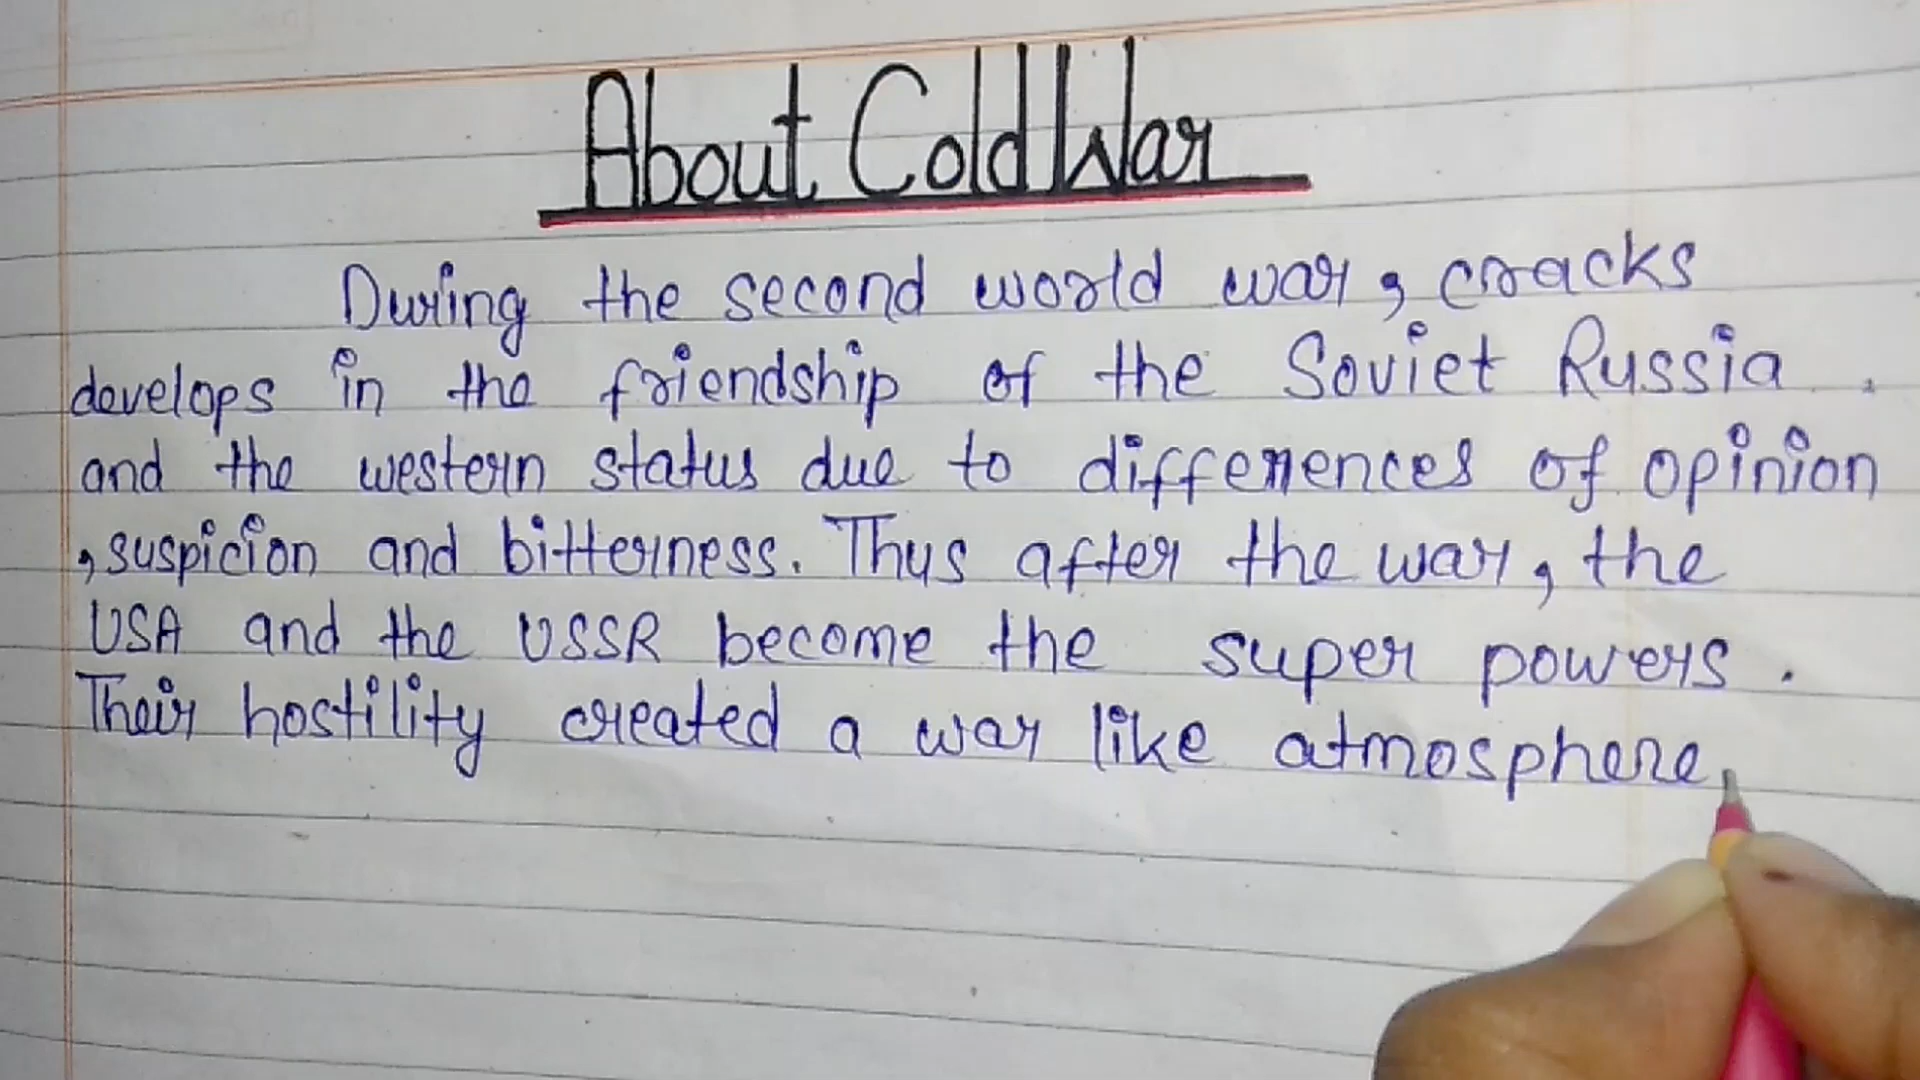 About Cold War
During the second world war, cracks
develops in the friendship of the Soviet Russia
and the western status due to differences of opinion
, suspicion and bitterness. Thus after the war, the
USA and the USSR become the super powers.
Their hostility created a war like atmosphere